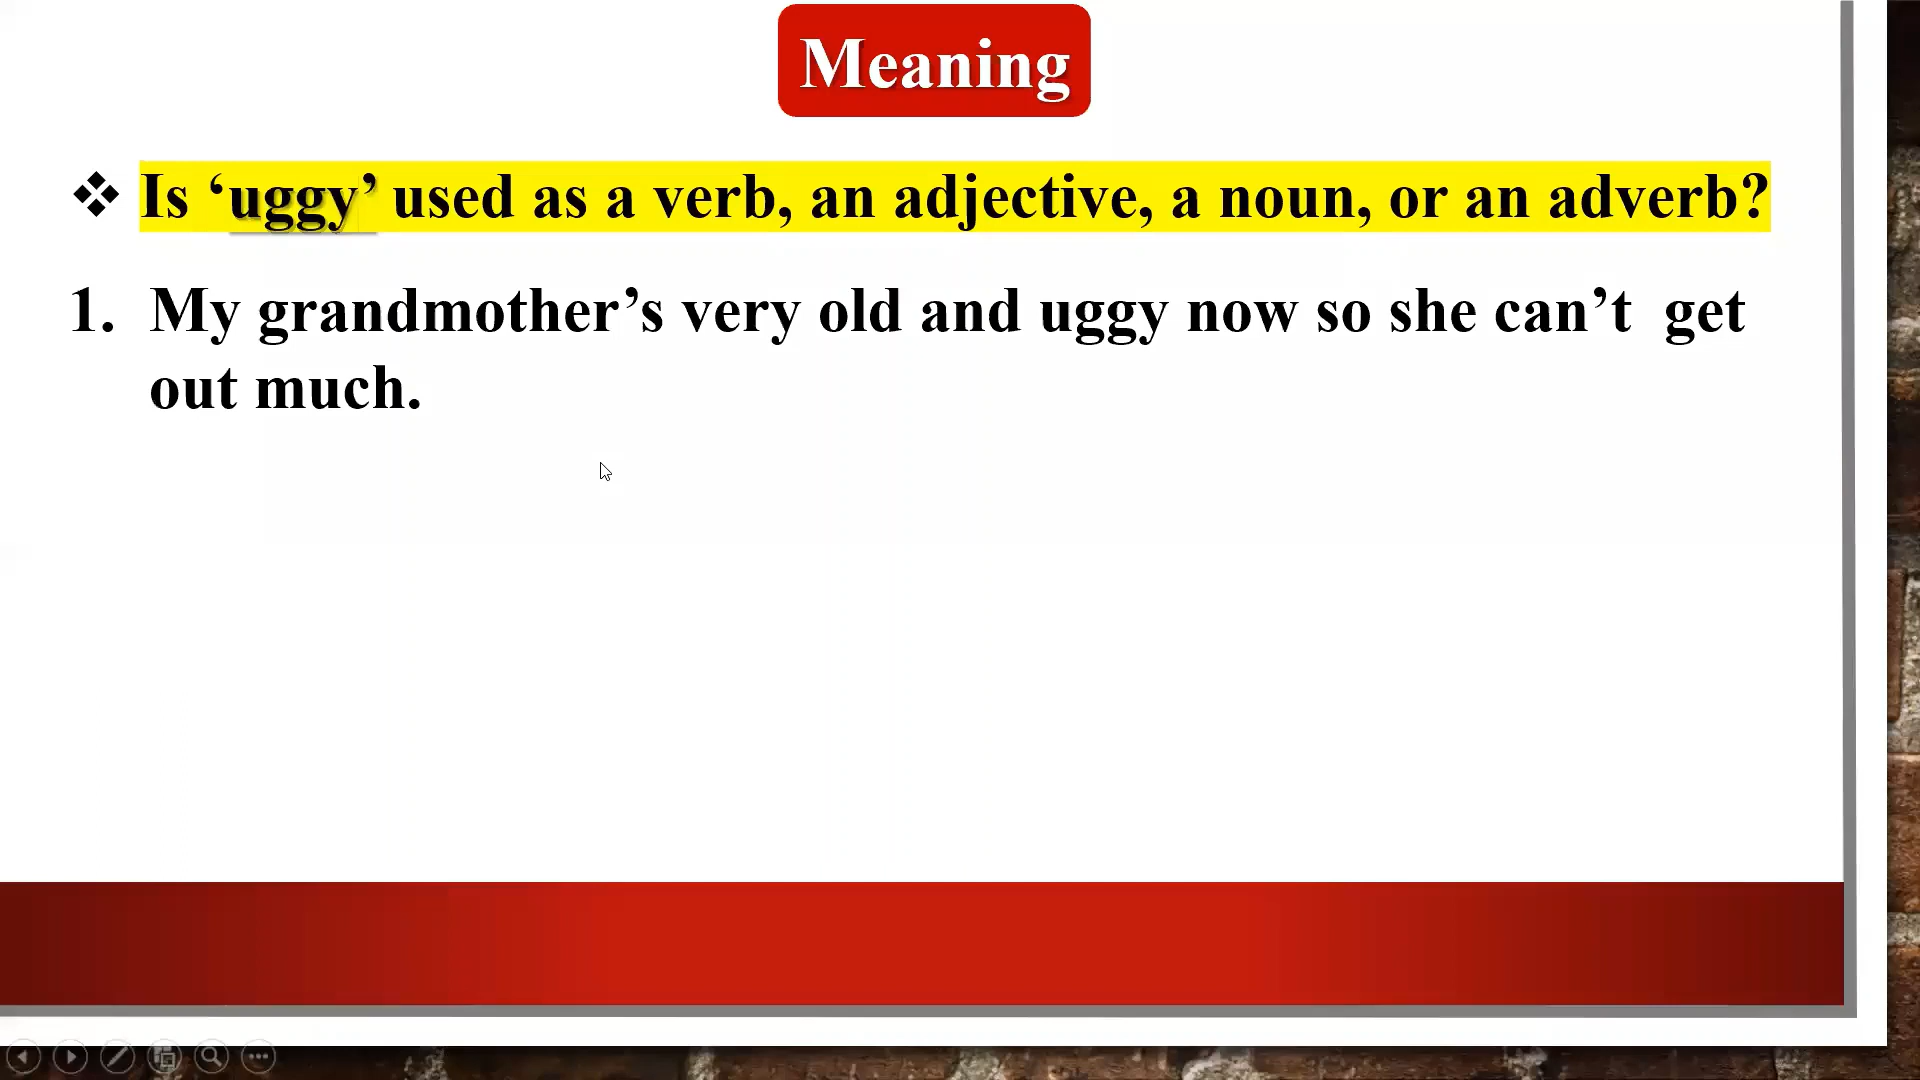 Meaning
❖ Is ‘uggy’ used as a verb, an adjective, a noun, or an adverb?
1. My grandmother’s very old and uggy now so she can’t  get
out much.